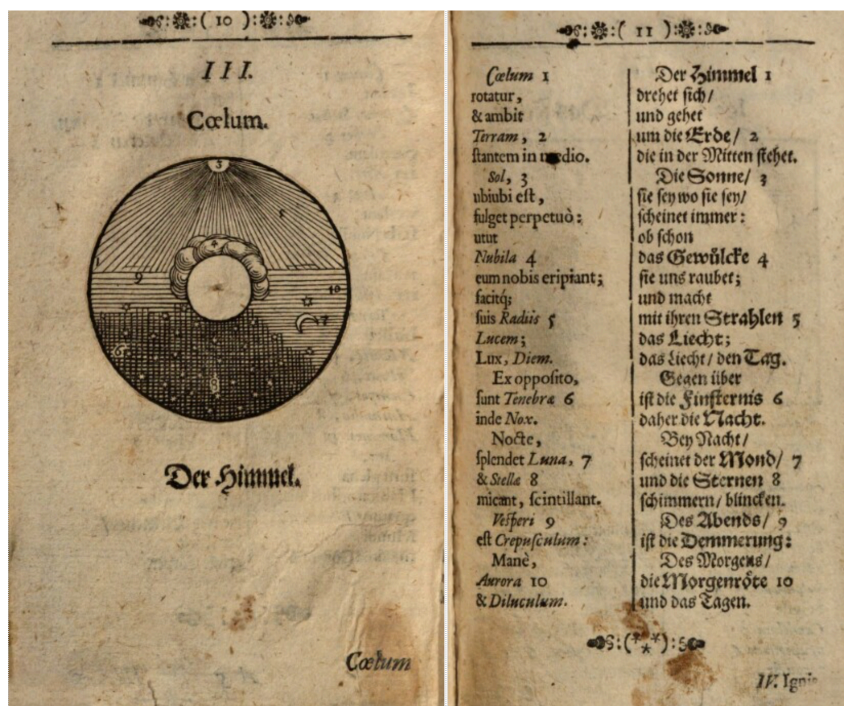 ( 10 )
III.
Cœlum.
3
4
5
1
9
10
2
7
6
8
Der Himmel.
Cœlum
( 11 )
Cœlum 1
rotatur,
& ambit
Terram, 2
ſtantem in medio.
Sol, 3
ubiubi eſt,
fulget perpetuò:
utut
Nubila 4
eum nobis eripiant;
facitq;
ſuis Radiis 5
Lucem;
Lux, Diem.
Ex oppoſito,
ſunt Tenebræ 6
inde Nox.
Nocte,
ſplendet Luna, 7
& Stellæ 8
micant, ſcintillant.
Veſperi 9
eſt Crepuſculum:
Manè,
Aurora 10
& Diluculum.
Der Himmel 1
drehet ſich/
und gehet
um die Erde/ 2
die in der Mitten ſtehet.
Die Sonne/ 3
ſie ſey wo ſie ſey/
ſcheinet immer:
ob ſchon
das Gewülcke 4
ſie uns raubet;
und macht
mit ihren Strahlen 5
das Liecht;
das Liecht/ den Tag.
Gegen über
iſt die Finſternis 6
daher die Nacht.
Bey Nacht/
ſcheinet der Mond/ 7
und die Sternen 8
ſchimmern/ blincken.
Des Abends/ 9
iſt die Demmerung:
Des Morgens/
die Morgenröte 10
und das Tagen.
(***)
IV. Ignis